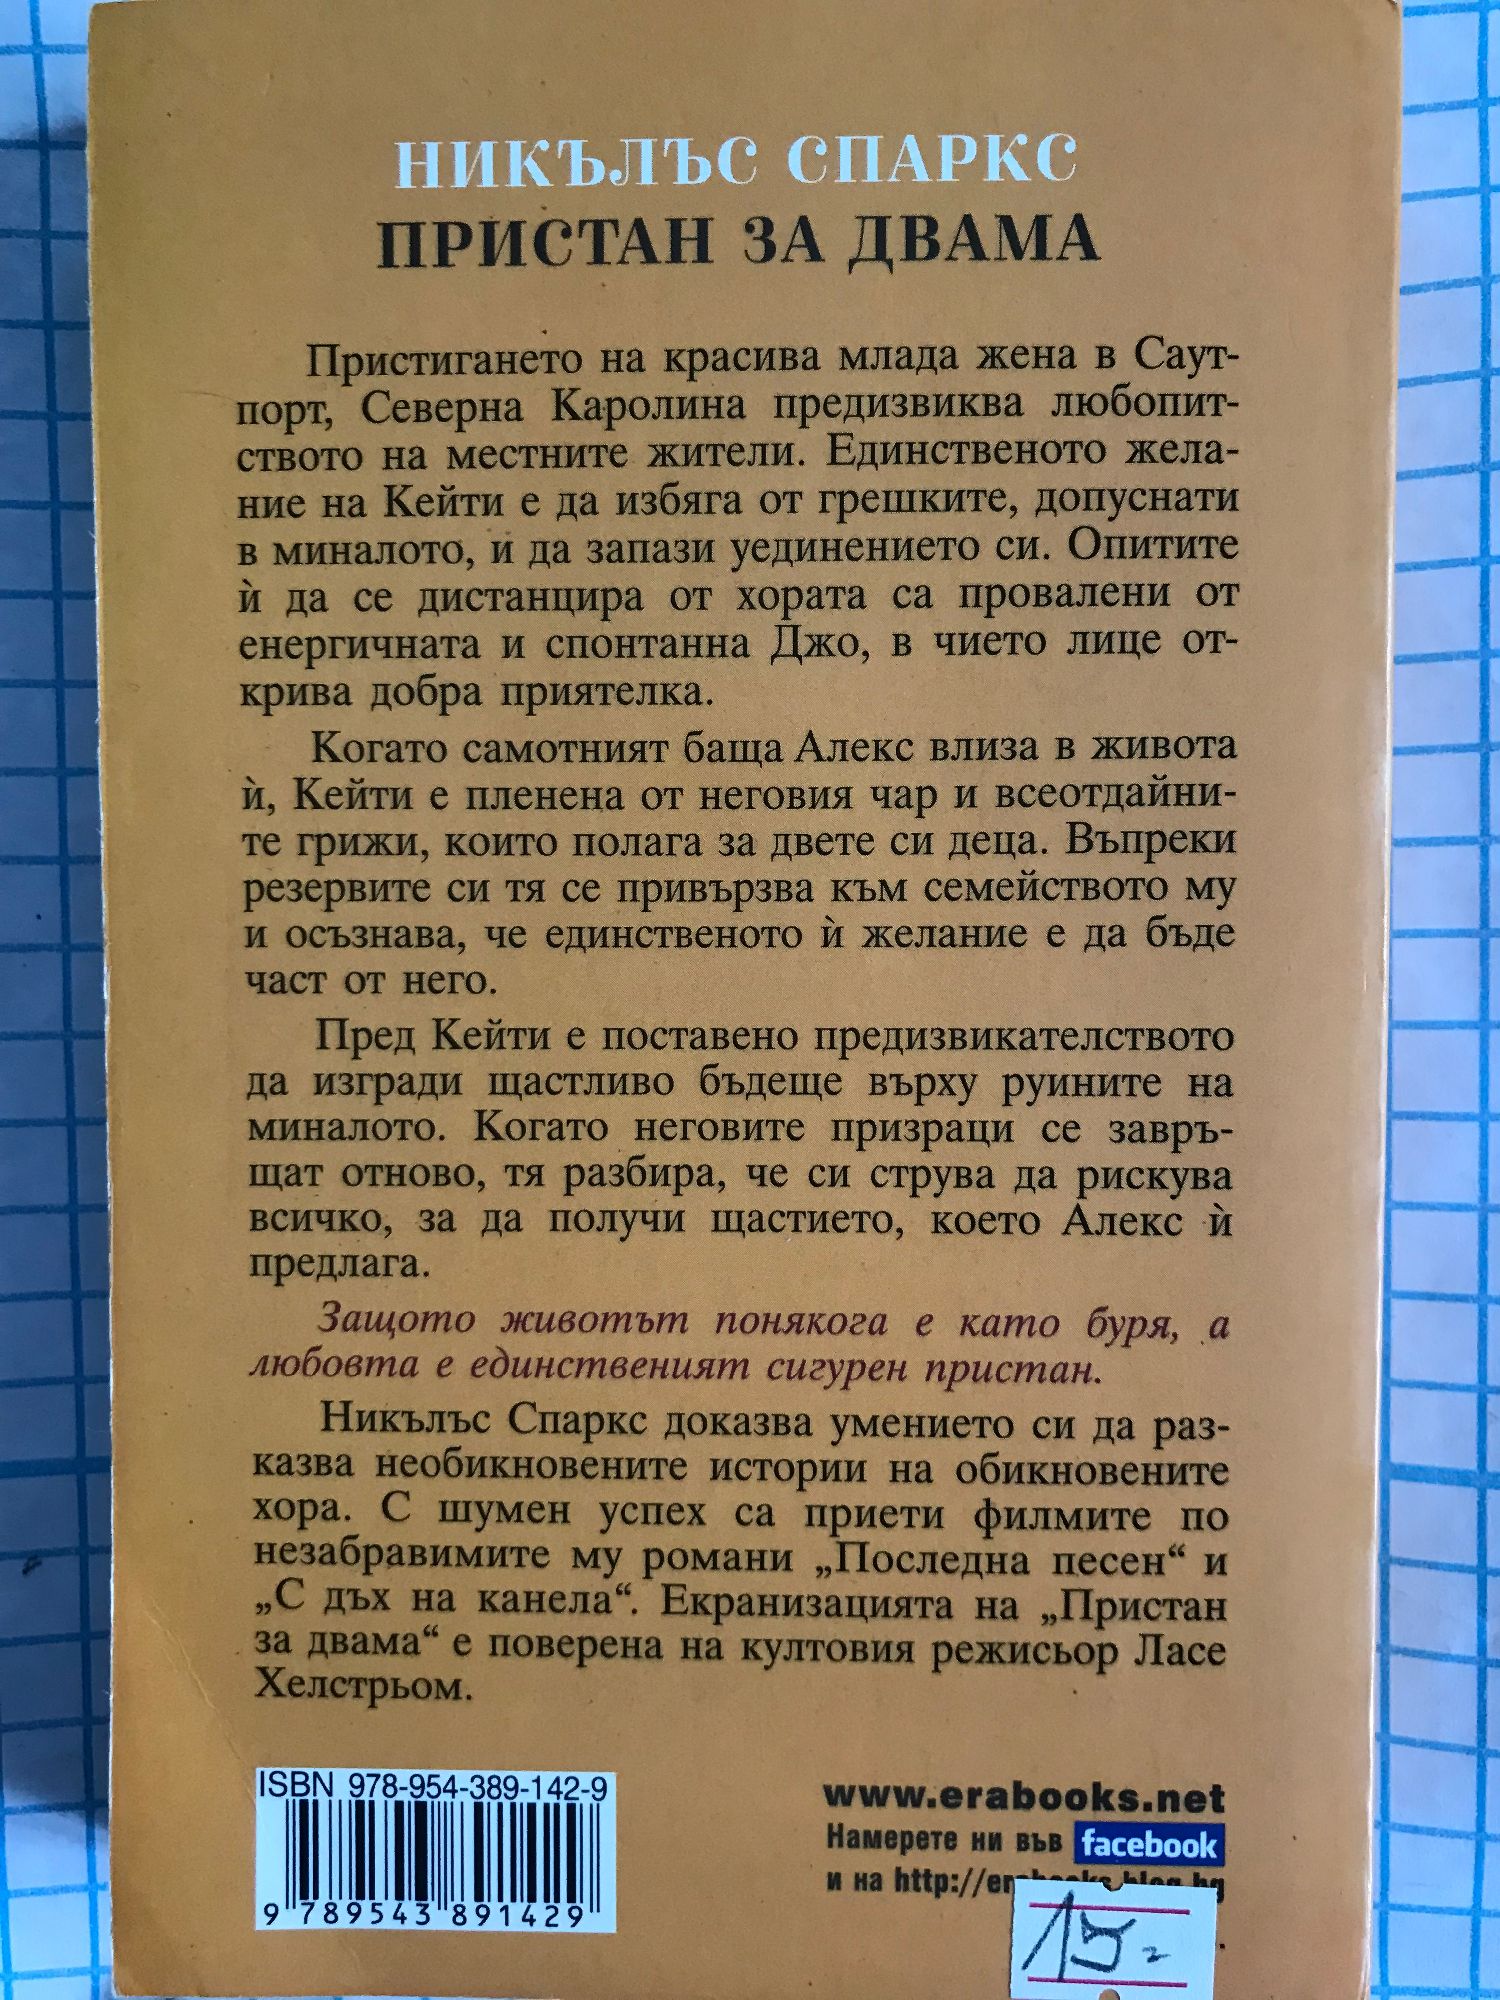 НИКЪЛЪС СПАРКС
ПРИСТАН ЗА ДВАМА
Пристигането на красива млада жена в Саут-
порт, Северна Каролина предизвиква любопит-
ството на местните жители. Единственото жела-
ние на Кейти е да избяга от грешките, допуснати
в миналото, и да запази уединението си. Опитите
ѝ да се дистанцира от хората са провалени от
енергичната и спонтанна Джо, в чието лице от-
крива добра приятелка.
Когато самотният баща Алекс влиза в живота
ѝ, Кейти е пленена от неговия чар и всеотдайни-
те грижи, които полага за двете си деца. Въпреки
резервите си тя се привързва към семейството му
и осъзнава, че единственото ѝ желание е да бъде
част от него.
Пред Кейти е поставено предизвикателството
да изгради щастливо бъдеще върху руините на
миналото. Когато неговите призраци се завръ-
щат отново, тя разбира, че си струва да рискува
всичко, за да получи щастието, което Алекс ѝ
предлага.
Защото животът понякога е като буря, а
любовта е единственият сигурен пристан.
Никълъс Спаркс доказва умението си да раз-
казва необикновените истории на обикновените
хора. С шумен успех са приети филмите по
незабравимите му романи „Последна песен“ и
„С дъх на канела“. Екранизацията на „Пристан
за двама“ е поверена на култовия режисьор Ласе
Хелстрьом.
ISBN 978-954-389-142-9
9 789543 891429
www.erabooks.net
Намерете ни във facebook
и на
15